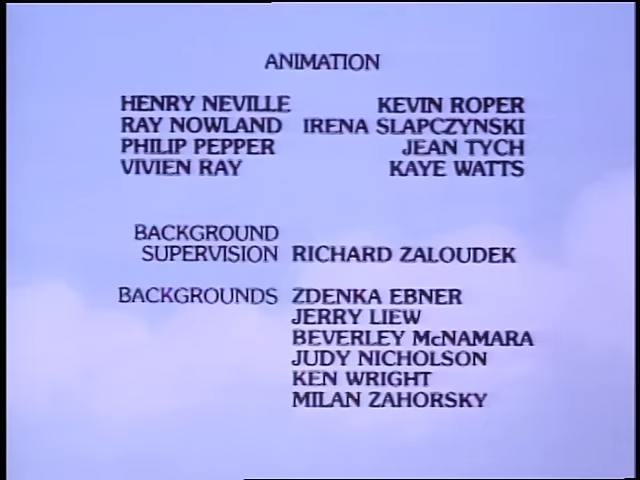 ANIMATION
HENRY NEVILLE KEVIN ROPER
RAY NOWLAND IRENA SLAPCZYNSKI
PHILIP PEPPER JEAN TYCH
VIVIEN RAY KAYE WATTS
BACKGROUND
SUPERVISION RICHARD ZALOUDEK
BACKGROUNDS ZDENKA EBNER
JERRY LIEW
BEVERLEY McNAMARA
JUDY NICHOLSON
KEN WRIGHT
MILAN ZAHORSKY